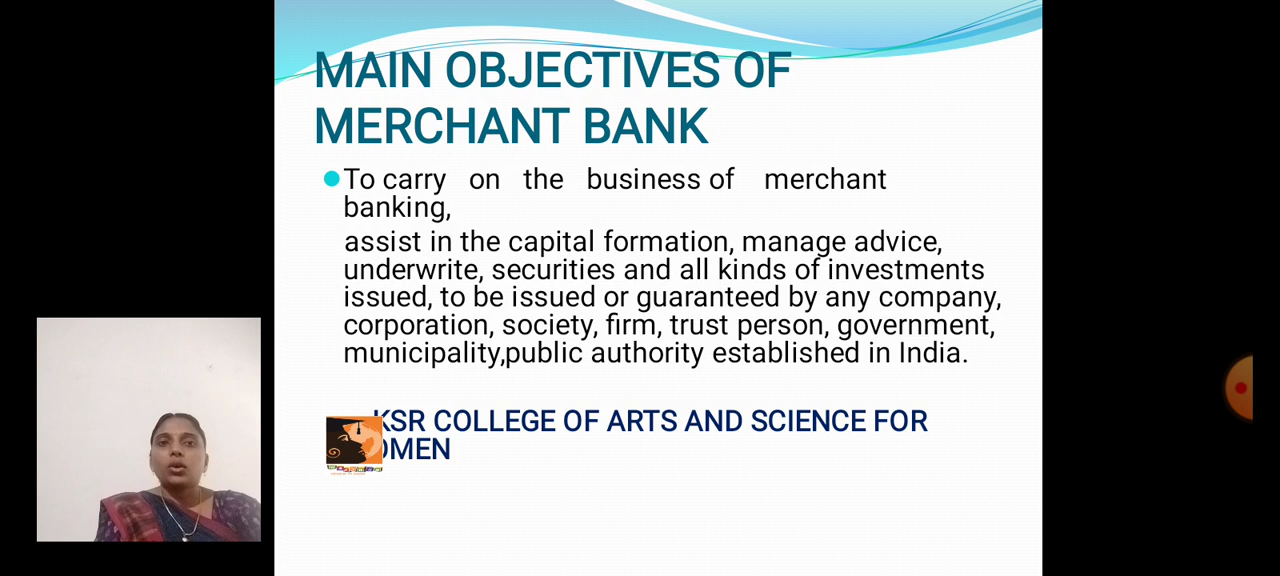 MAIN OBJECTIVES OF
MERCHANT BANK
To carry on the business of merchant
banking,
assist in the capital formation, manage advice,
underwrite, securities and all kinds of investments
issued, to be issued or guaranteed by any company,
corporation, society, firm, trust person, government,
municipality,public authority established in India.
KSR COLLEGE OF ARTS AND SCIENCE FOR
OMEN